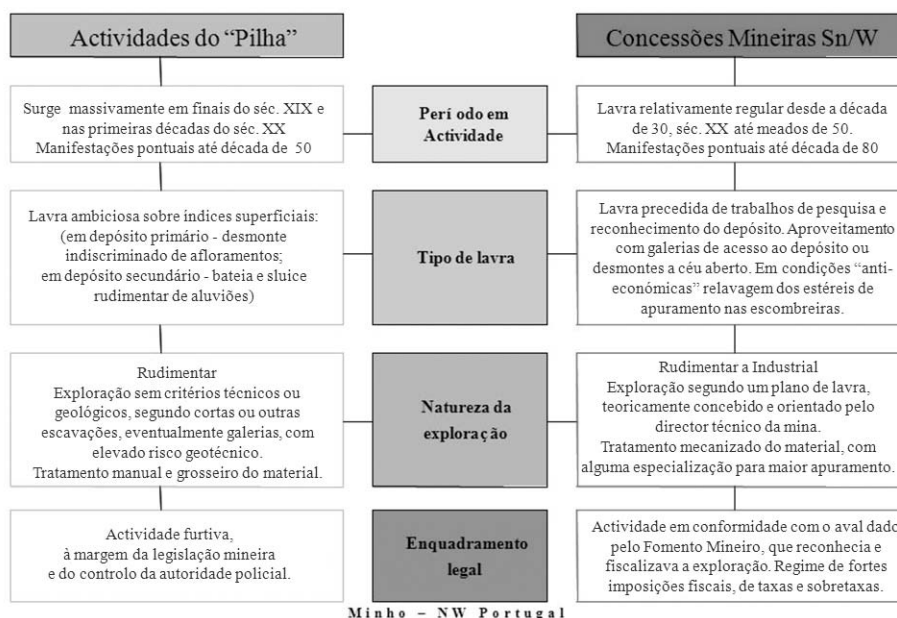 Actividades do “Pilha”
Concessões Mineiras Sn/W
Surge massivamente em finais do séc. XIX e
nas primeiras décadas do séc. XX
Manifestações pontuais até década de 50
Perí odo em
Actividade
Lavra relativamente regular desde a década
de 30, séc. XX até meados de 50.
Manifestações pontuais até década de 80
Lavra ambiciosa sobre indices superficiais:
(em depósito primário - desmonte
indiscriminado de afloramentos;
em depósito secundário - bateia e sluice
rudimentar de aluviões)
Tipo de lavra
Lavra precedida de trabalhos de pesquisa e
reconhecimento do depósito. Aproveitamento
com galerias de acesso ao depósito ou
desmontes a céu aberto. Em condições “anti-
económicas” relavagem dos estéreis de
apuramento nas escombreiras.
Rudimentar
Exploração sem critérios técnicos ou
geológicos, segundo cortas ou outras
escavações, eventualmente galerias, com
elevado risco geotécnico.
Tratamento manual e grosseiro do material.
Natureza da
exploração
Rudimentar a Industrial
Exploração segundo um plano de lavra,
teoricamente concebido e orientado pelo
director técnico da mina.
Tratamento mecanizado do material, com
alguma especialização para maior apuramento.
Actividade furtiva,
à margem da legislação mineira
e do controlo da autoridade policial.
Enquadramento
legal
Actividade em conformidade com o aval dado
pelo Fomento Mineiro, que reconhecia e
fiscalizava a exploração. Regime de fortes
imposições fiscais, de taxas e sobretaxas.
Minho – NW Portugal